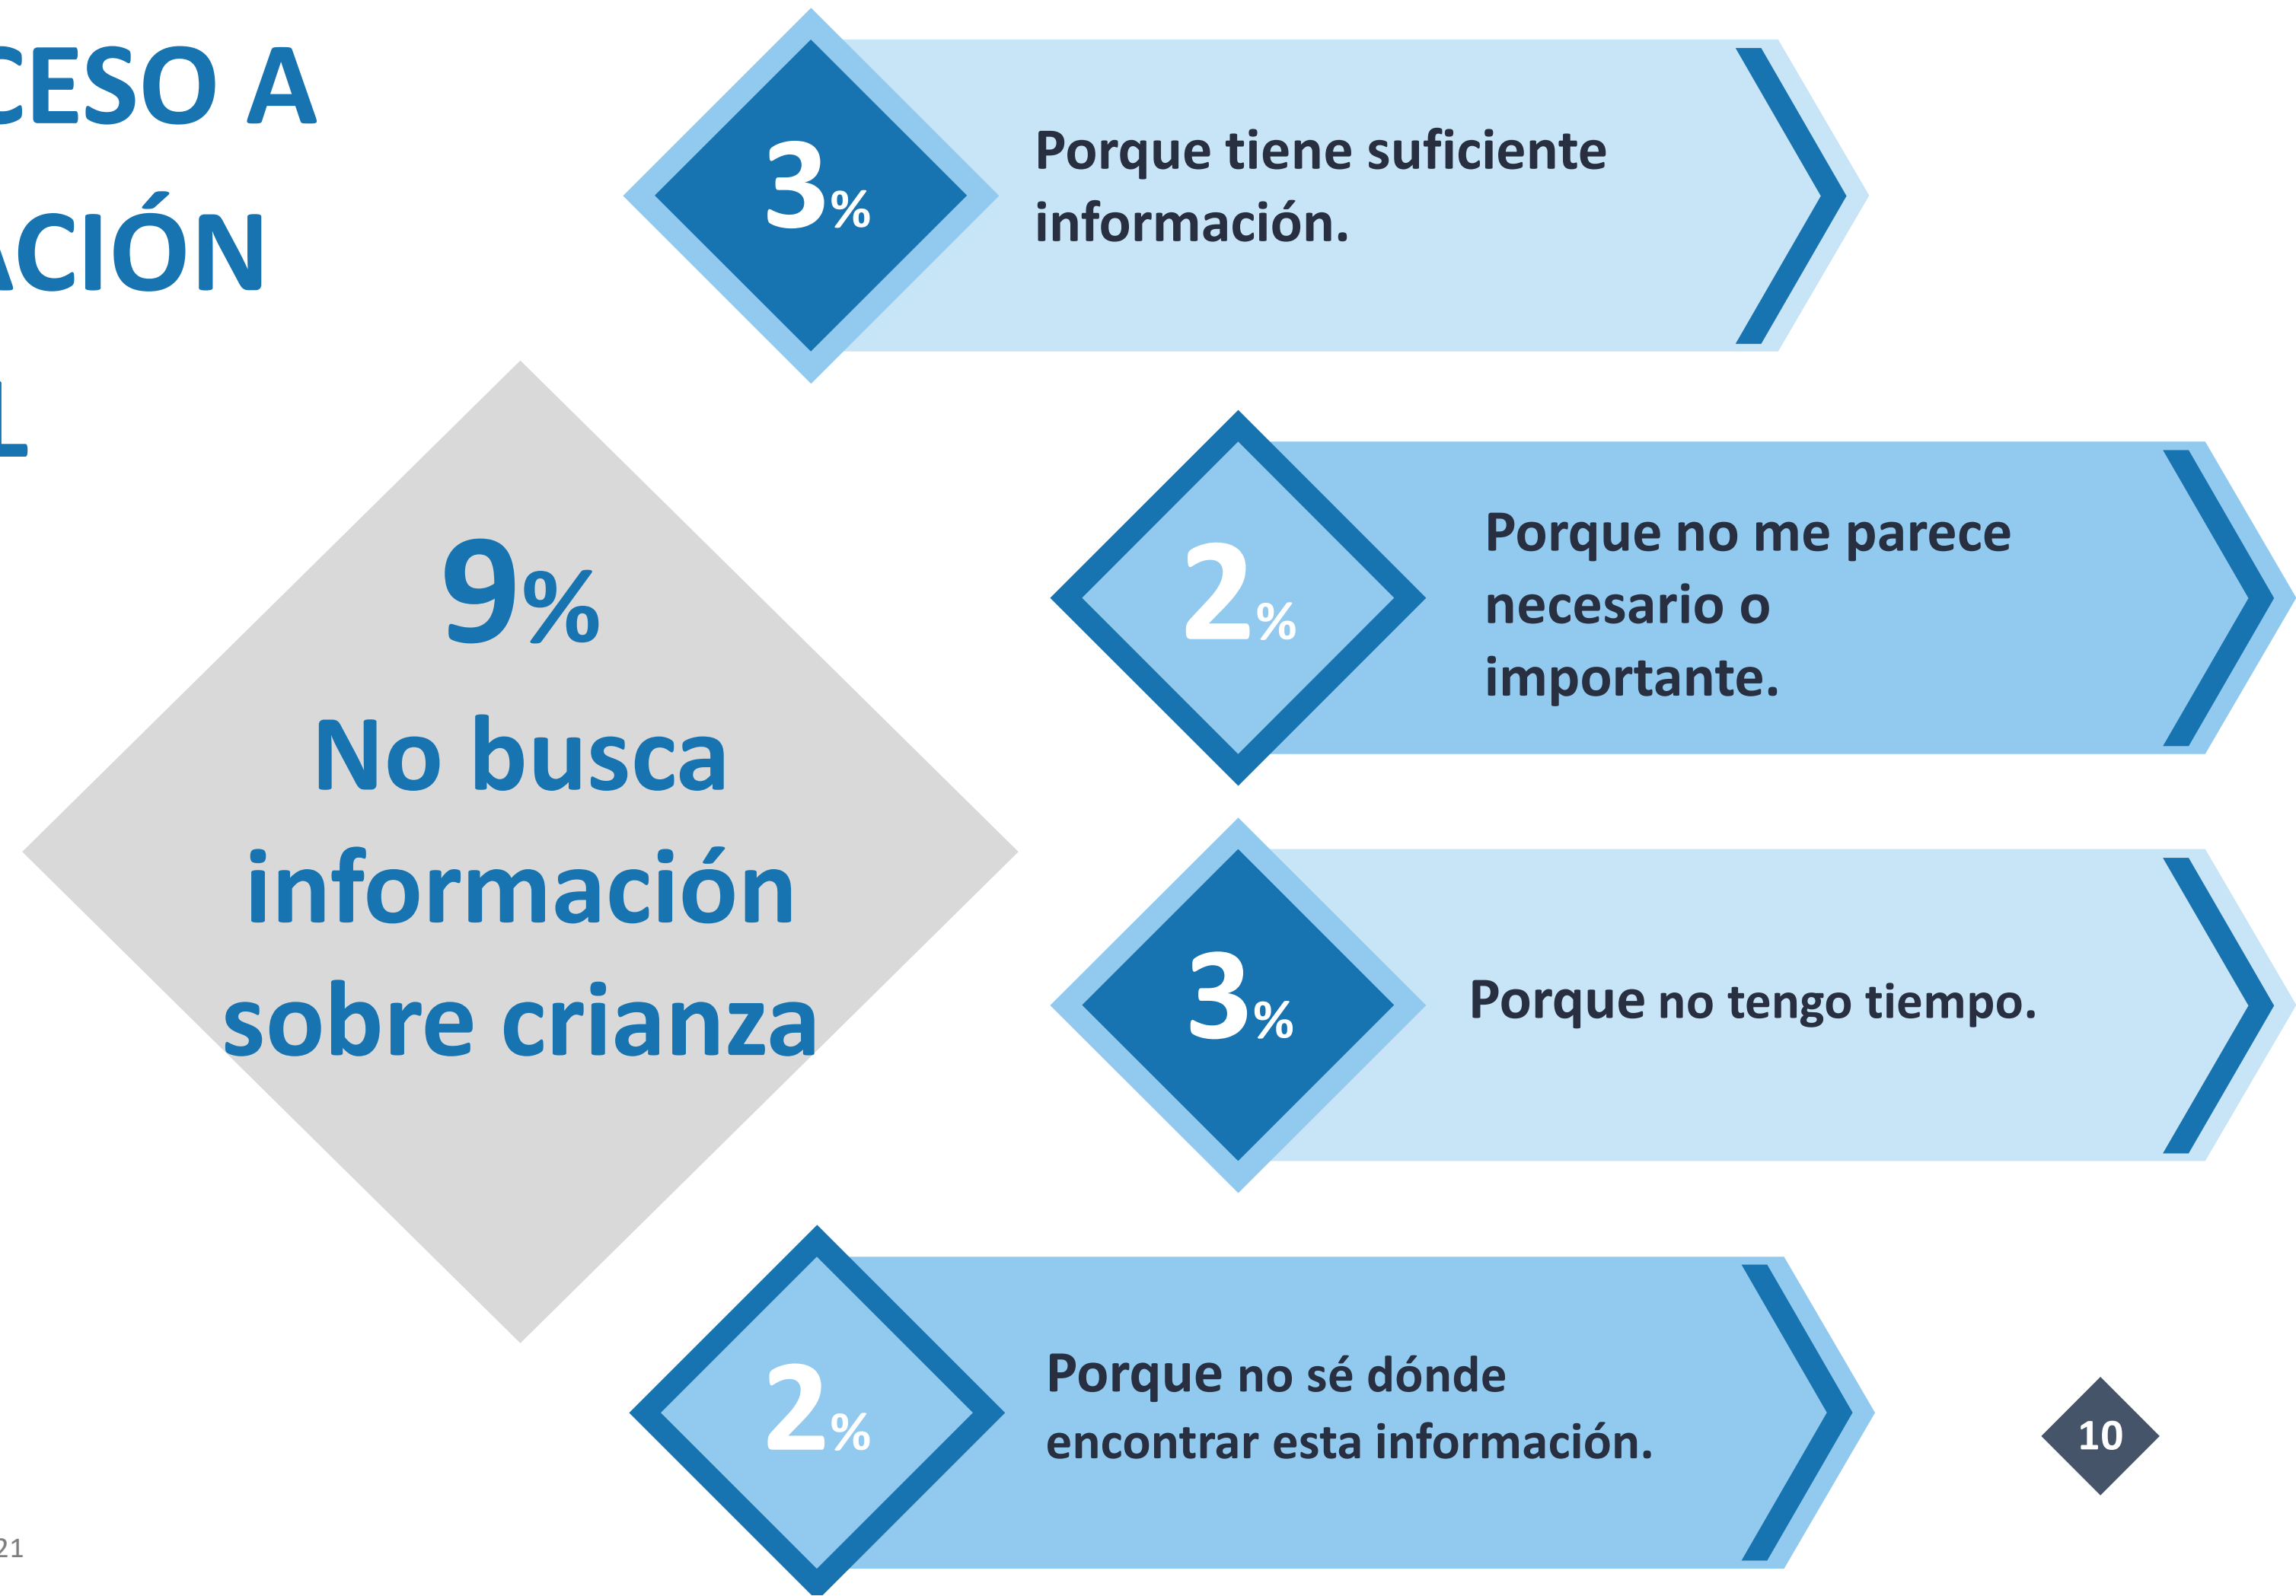 CESO A
ACIÓN
L
3%
Porque tiene suficiente
información.
9%
No busca
información
sobre crianza
2%
Porque no me parece
necesario o
importante.
3%
Porque no tengo tiempo.
2%
Porque no sé dónde
encontrar esta información.
10
21